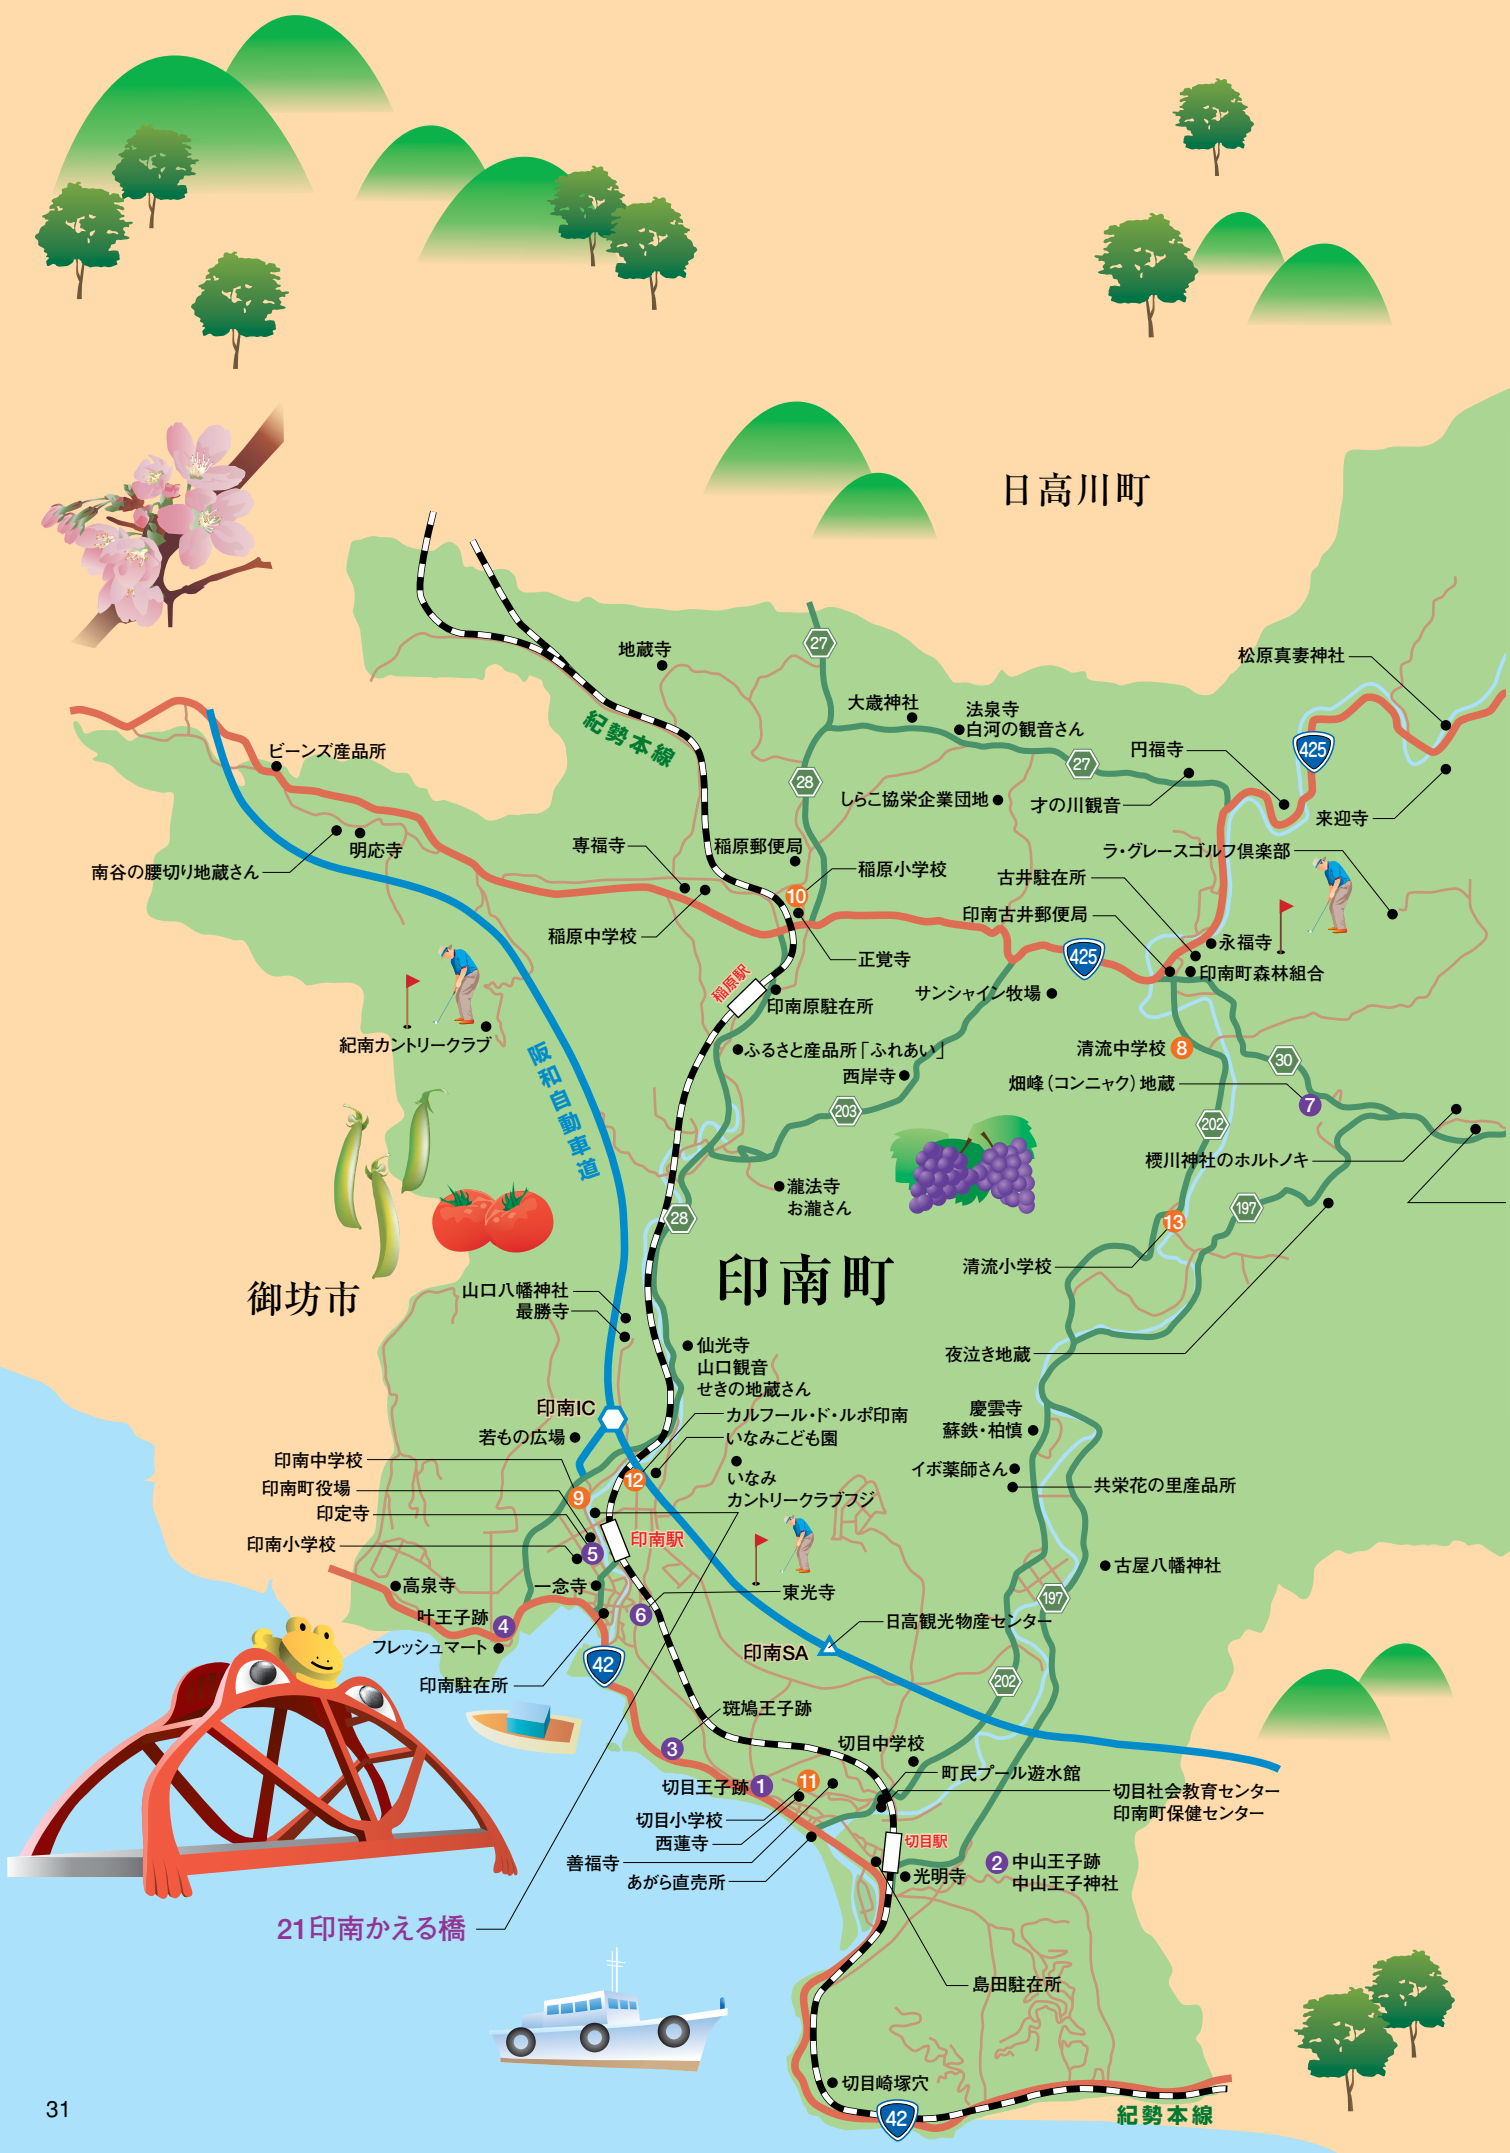 日高川町
27
地蔵寺
松原真妻神社
大歳神社
法泉寺
白河の観音さん
紀勢本線
円福寺
425
ビーンズ産品所
27
28
しらこ協栄企業団地
才の川観音
来迎寺
専福寺
稲原郵便局
明応寺
ラ・グレースゴルフ倶楽部
南谷の腰切り地蔵さん
稲原小学校
古井駐在所
10
印南古井郵便局
稲原中学校
永福寺
正覚寺
425
印南町森林組合
稲原駅
サンシャイン牧場
印南原駐在所
紀南カントリークラブ
ふるさと産品所「ふれあい」
清流中学校
8
阪和自動車道
30
西岸寺
畑峰（コンニャク）地蔵
7
203
202
樮川神社のホルトノキ
瀧法寺
お瀧さん
197
28
13
清流小学校
印南町
御坊市
山口八幡神社
最勝寺
仙光寺
山口観音
せきの地蔵さん
夜泣き地蔵
印南IC
カルフール・ド・ルポ印南
慶雲寺
蘇鉄・柏慎
若もの広場
いなみこども園
印南中学校
イボ薬師さん
いなみ
カントリークラブフジ
12
共栄花の里産品所
印南町役場
9
印定寺
印南駅
印南小学校
5
古屋八幡神社
高泉寺
一念寺
東光寺
197
叶王子跡
4
6
日高観光物産センター
フレッシュマート
印南SA
42
印南駐在所
202
斑鳩王子跡
3
切目中学校
町民プール遊水館
切目王子跡
1
11
切目社会教育センター
印南町保健センター
切目小学校
西蓮寺
切目駅
善福寺
2
中山王子跡
中山王子神社
あがら直売所
光明寺
21印南かえる橋
島田駐在所
切目崎塚穴
42
紀勢本線
31